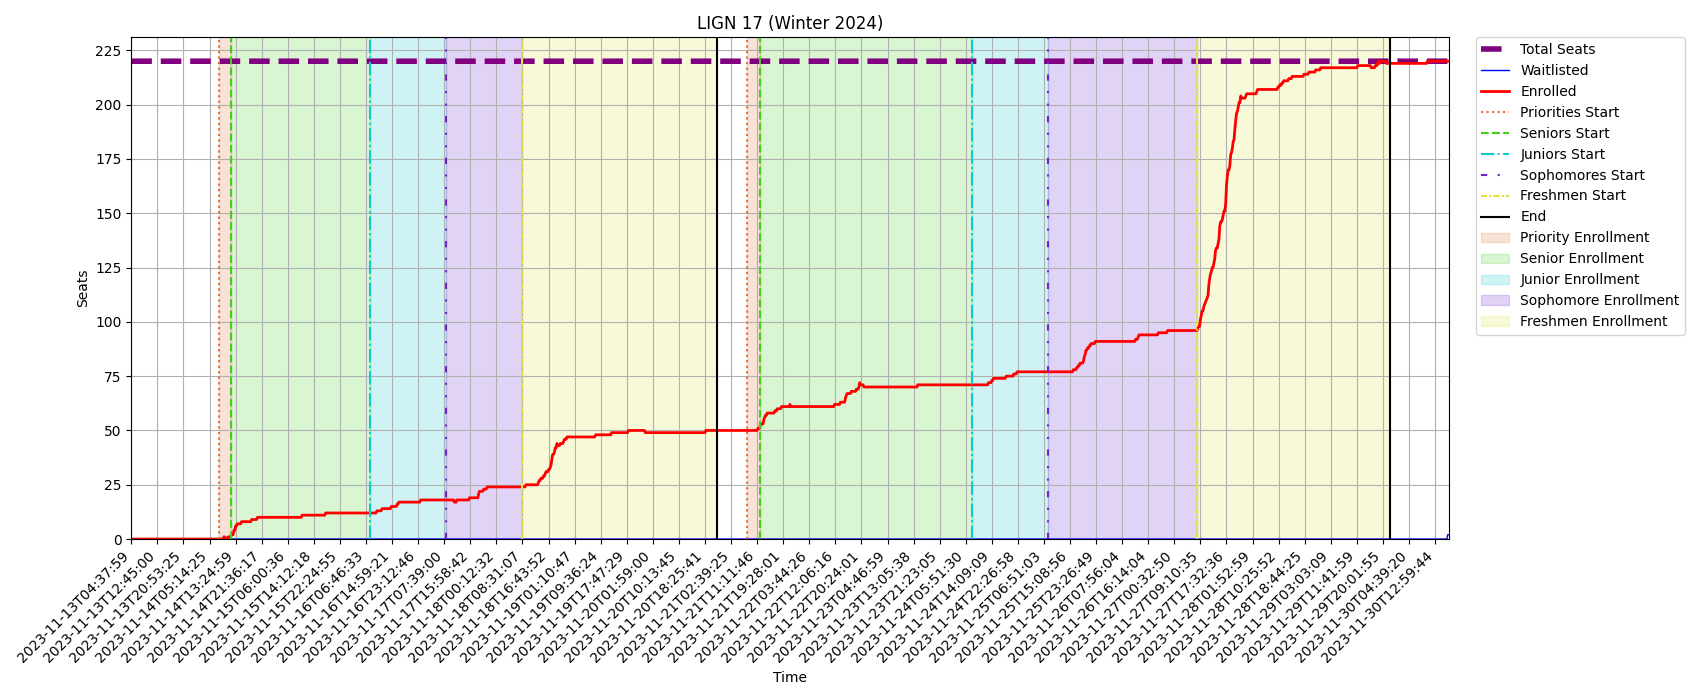 LIGN 17 (Winter 2024)
225
200
175
150
125
100
75
50
25
0
Seats
2023-11-13T04:37:59
2023-11-13T12:45:00
2023-11-13T20:53:25
2023-11-14T05:14:25
2023-11-14T13:24:59
2023-11-14T21:36:17
2023-11-15T06:00:36
2023-11-15T14:12:18
2023-11-15T22:24:55
2023-11-16T06:46:33
2023-11-16T14:59:21
2023-11-16T23:12:46
2023-11-17T07:39:00
2023-11-17T15:58:42
2023-11-18T00:12:32
2023-11-18T08:31:07
2023-11-18T16:43:52
2023-11-19T01:10:47
2023-11-19T09:36:24
2023-11-19T17:47:29
2023-11-20T01:59:00
2023-11-20T10:13:45
2023-11-20T18:25:41
2023-11-21T02:39:25
2023-11-21T11:11:46
2023-11-21T19:28:01
2023-11-22T03:44:26
2023-11-22T12:06:16
2023-11-22T20:24:01
2023-11-23T04:46:59
2023-11-23T13:05:38
2023-11-23T21:23:05
2023-11-24T05:51:30
2023-11-24T14:09:09
2023-11-24T22:26:58
2023-11-25T06:51:03
2023-11-25T15:08:56
2023-11-25T23:26:49
2023-11-26T07:56:04
2023-11-26T16:14:04
2023-11-27T00:32:50
2023-11-27T09:10:35
2023-11-27T17:32:36
2023-11-28T01:52:59
2023-11-28T10:25:52
2023-11-28T18:44:25
2023-11-29T03:03:09
2023-11-29T11:41:59
2023-11-29T20:01:55
2023-11-30T04:39:20
2023-11-30T12:59:44
Time
Total Seats
Waitlisted
Enrolled
Priorities Start
Seniors Start
Juniors Start
Sophomores Start
Freshmen Start
End
Priority Enrollment
Senior Enrollment
Junior Enrollment
Sophomore Enrollment
Freshmen Enrollment